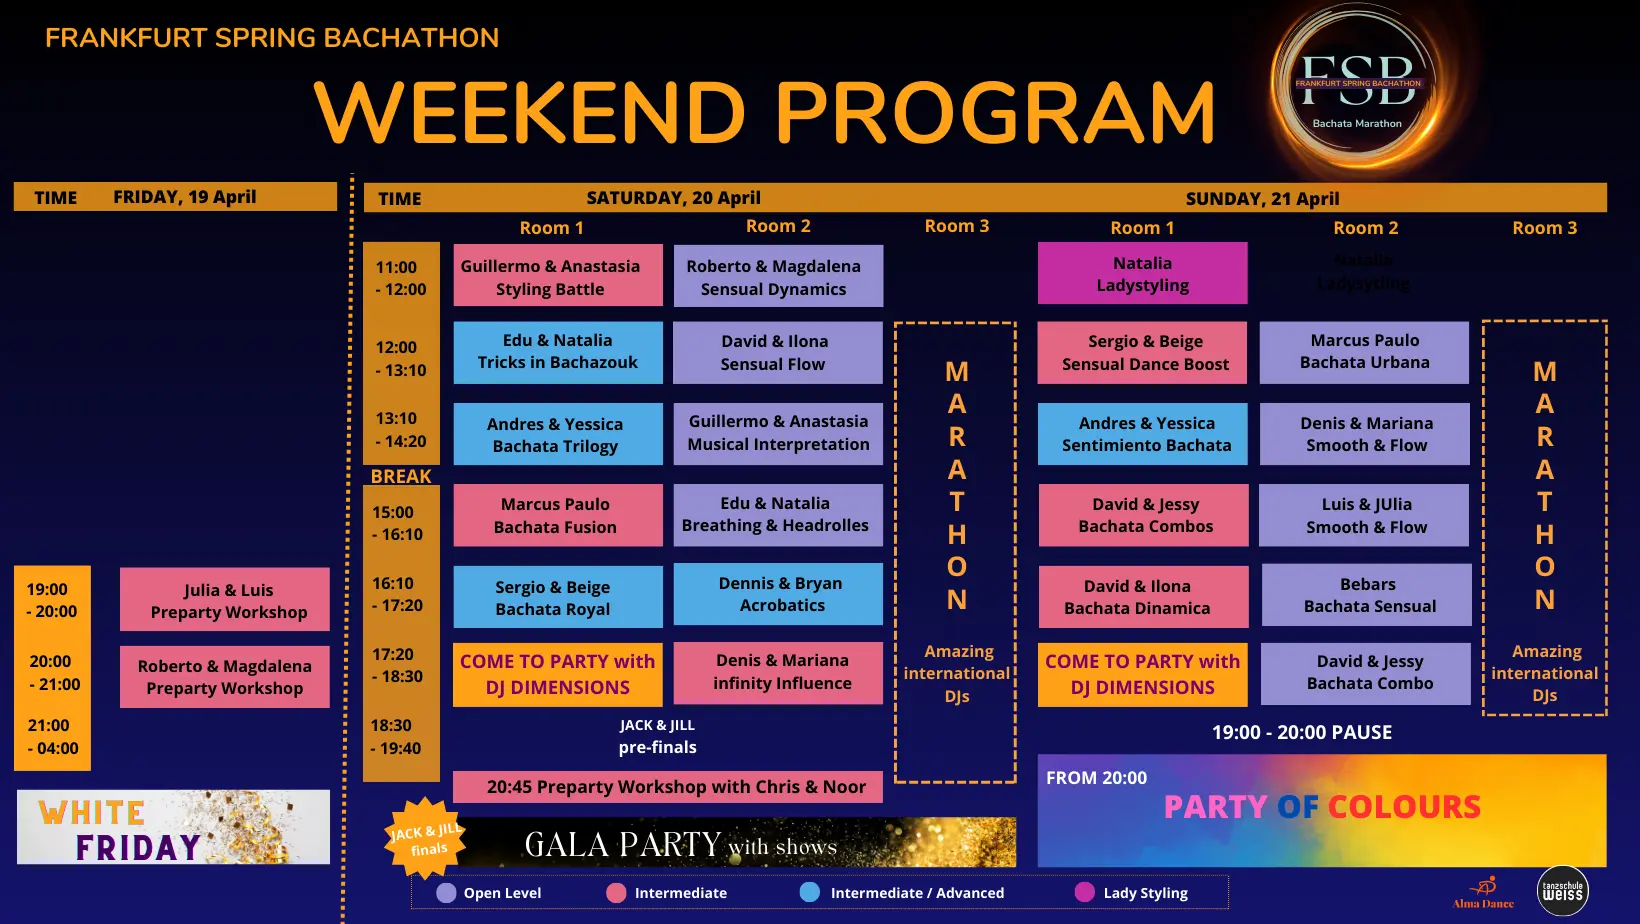 FRANKFURT SPRING BACHATHON
WEEKEND PROGRAM
FSB
FRANKFURT SPRING BACHATHON
Bachata Marathon
TIME FRIDAY, 19 April
19:00
- 20:00
Julia & Luis
Preparty Workshop
20:00
- 21:00
Roberto & Magdalena
Preparty Workshop
21:00
- 04:00
WHITE
FRIDAY
TIME SATURDAY, 20 April SUNDAY, 21 April
Room 1 Room 2 Room 3 Room 1 Room 2 Room 3
11:00
- 12:00
Guillermo & Anastasia
Styling Battle
Roberto & Magdalena
Sensual Dynamics
Natalia
Ladystyling
Natalia
Ladysytling
12:00
- 13:10
Edu & Natalia
Tricks in Bachazouk
David & Ilona
Sensual Flow
Sergio & Beige
Sensual Dance Boost
Marcus Paulo
Bachata Urbana
13:10
- 14:20
Andres & Yessica
Bachata Trilogy
Guillermo & Anastasia
Musical Interpretation
Andres & Yessica
Sentimiento Bachata
Denis & Mariana
Smooth & Flow
BREAK
15:00
- 16:10
Marcus Paulo
Bachata Fusion
Edu & Natalia
Breathing & Headrolles
David & Jessy
Bachata Combos
Luis & JUlia
Smooth & Flow
16:10
- 17:20
Sergio & Beige
Bachata Royal
Dennis & Bryan
Acrobatics
David & Ilona
Bachata Dinamica
Bebars
Bachata Sensual
17:20
- 18:30
COME TO PARTY with
DJ DIMENSIONS
Denis & Mariana
infinity Influence
COME TO PARTY with
DJ DIMENSIONS
David & Jessy
Bachata Combo
18:30
- 19:40
JACK & JILL
pre-finals
MARATHON
Amazing
international
DJs
MARATHON
Amazing
international
DJs
20:45 Preparty Workshop with Chris & Noor
JACK & JILL
finals
GALA PARTY with shows
19:00 - 20:00 PAUSE
FROM 20:00
PARTY OF COLOURS
Open Level Intermediate Intermediate / Advanced Lady Styling
Alma Dance
tanzschule
weiss